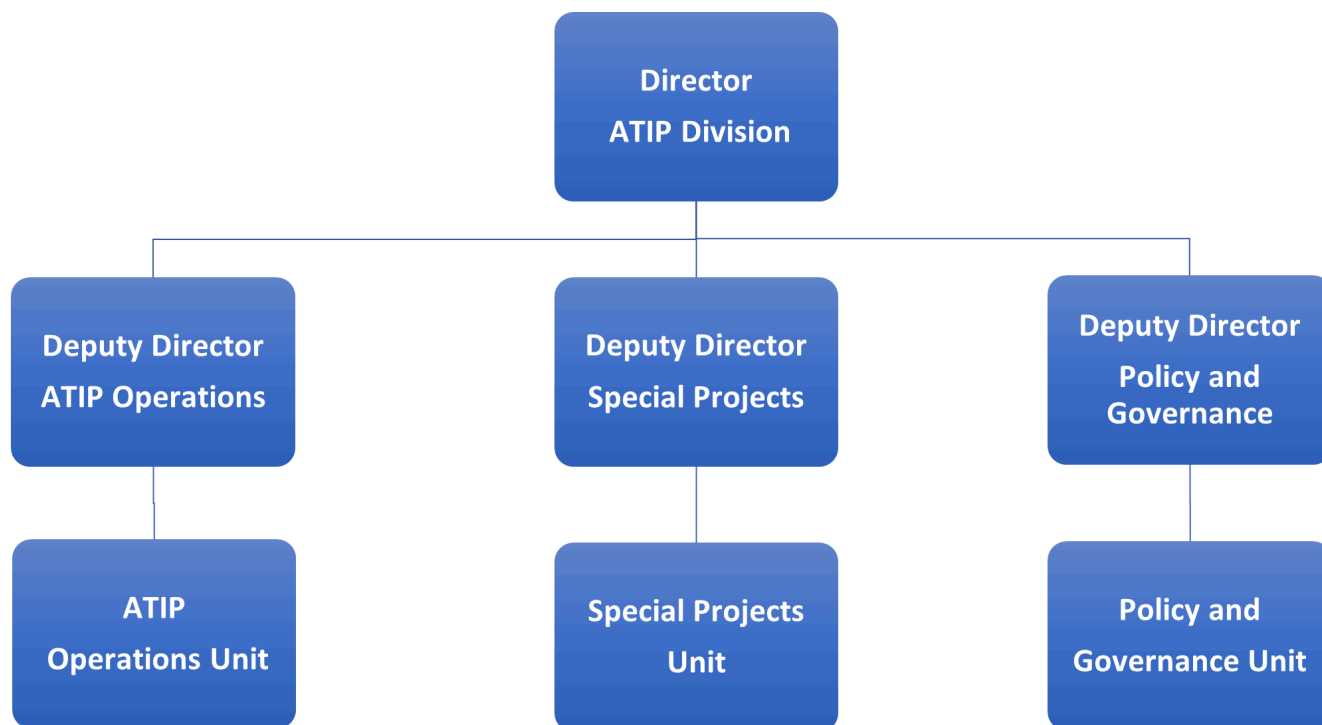 Director
ATIP Division
Deputy Director
ATIP Operations
Deputy Director
Special Projects
Deputy Director
Policy and
Governance
ATIP
Operations Unit
Special Projects
Unit
Policy and
Governance Unit